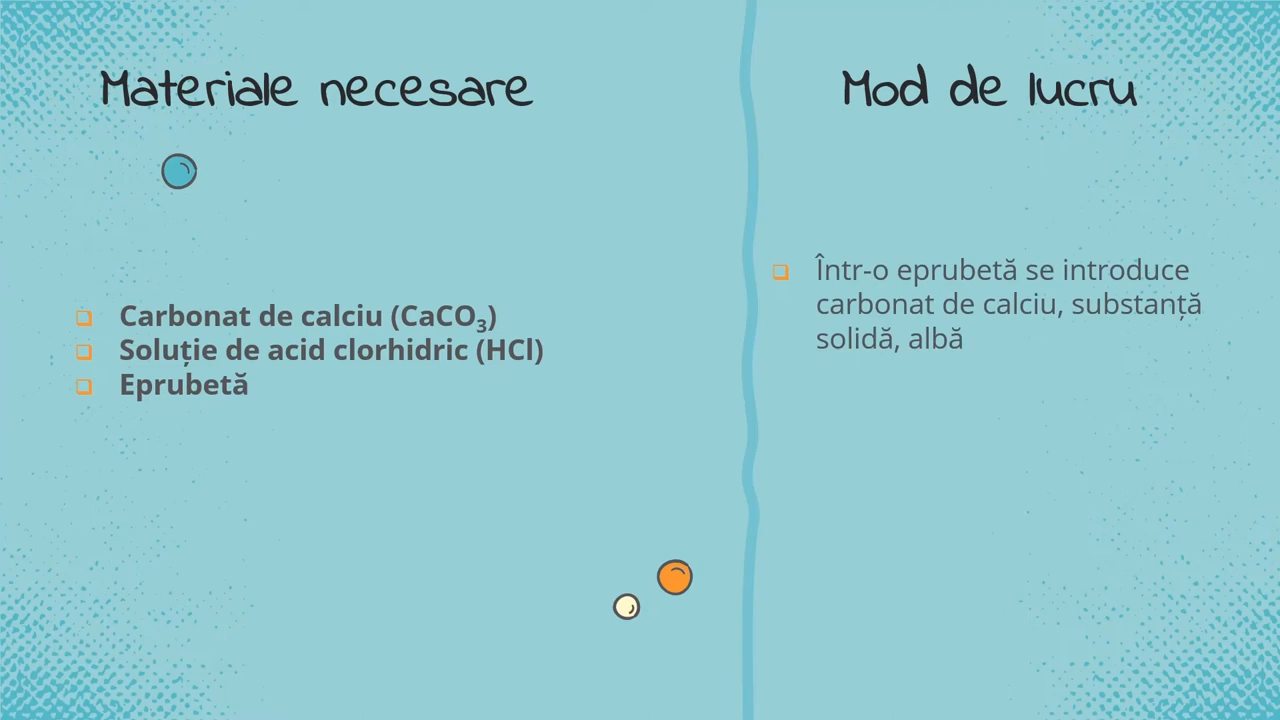 Materiale necesare
Carbonat de calciu (CaCO₃)
Soluție de acid clorhidric (HCl)
Eprubetă
Mod de lucru
Într-o eprubetă se introduce
carbonat de calciu, substanță
solidă, albă